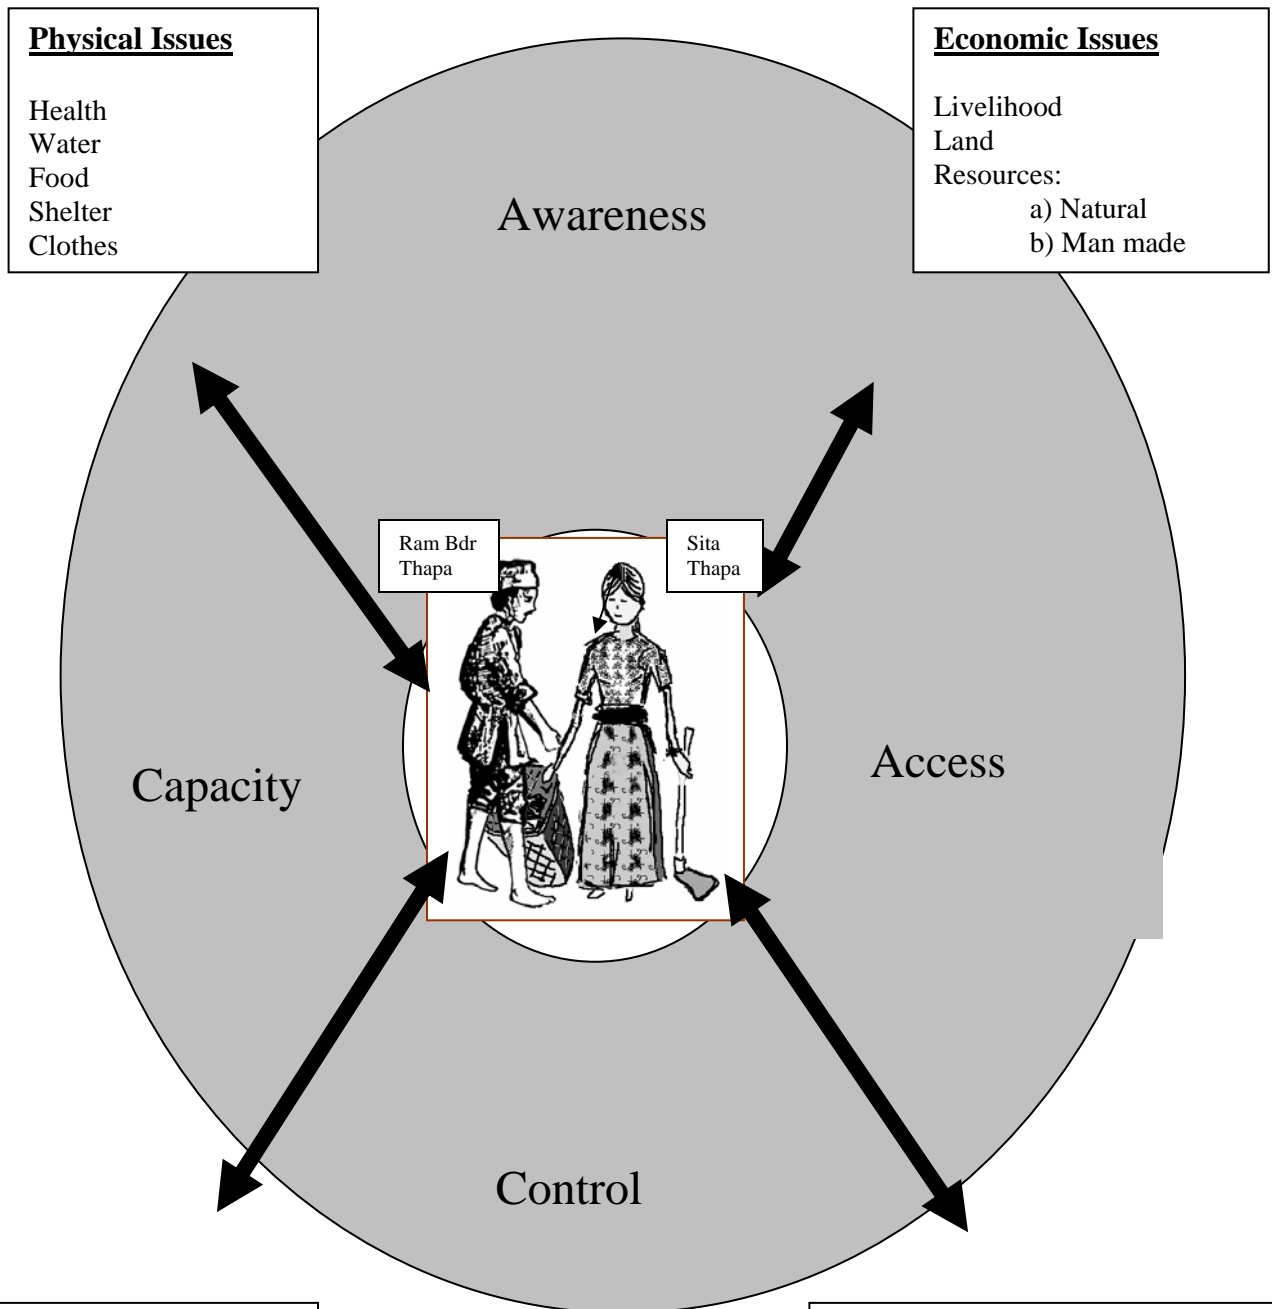 Physical Issues
Health
Water
Food
Shelter
Clothes
Economic Issues
Livelihood
Land
Resources:
a) Natural
b) Man made
Awareness
Ram Bdr
Thapa
Sita
Thapa
Capacity
Access
Control